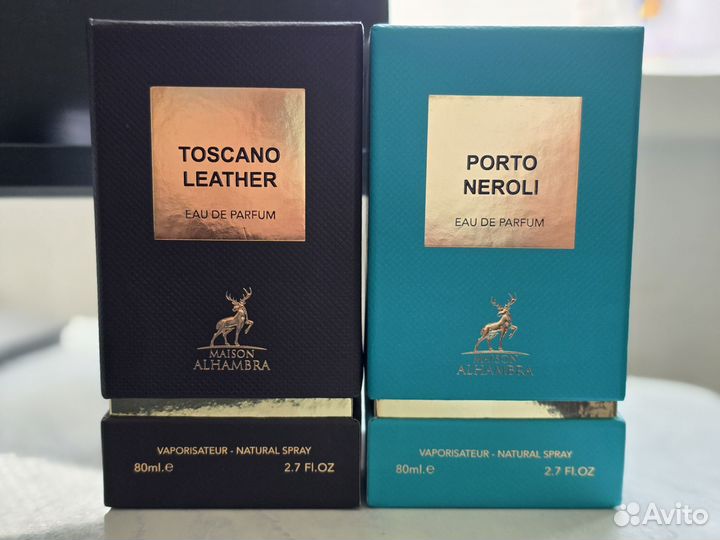 TOSCANO
LEATHER
EAU DE PARFUM
MAISON
ALHAMBRA
VAPORISATEUR - NATURAL SPRAY
80ml.e 2.7 Fl.OZ
PORTO
NEROLI
EAU DE PARFUM
MAISON
ALHAMBRA
VAPORISATEUR - NATURAL SPRAY
80ml.e 2.7 Fl.OZ
Avito